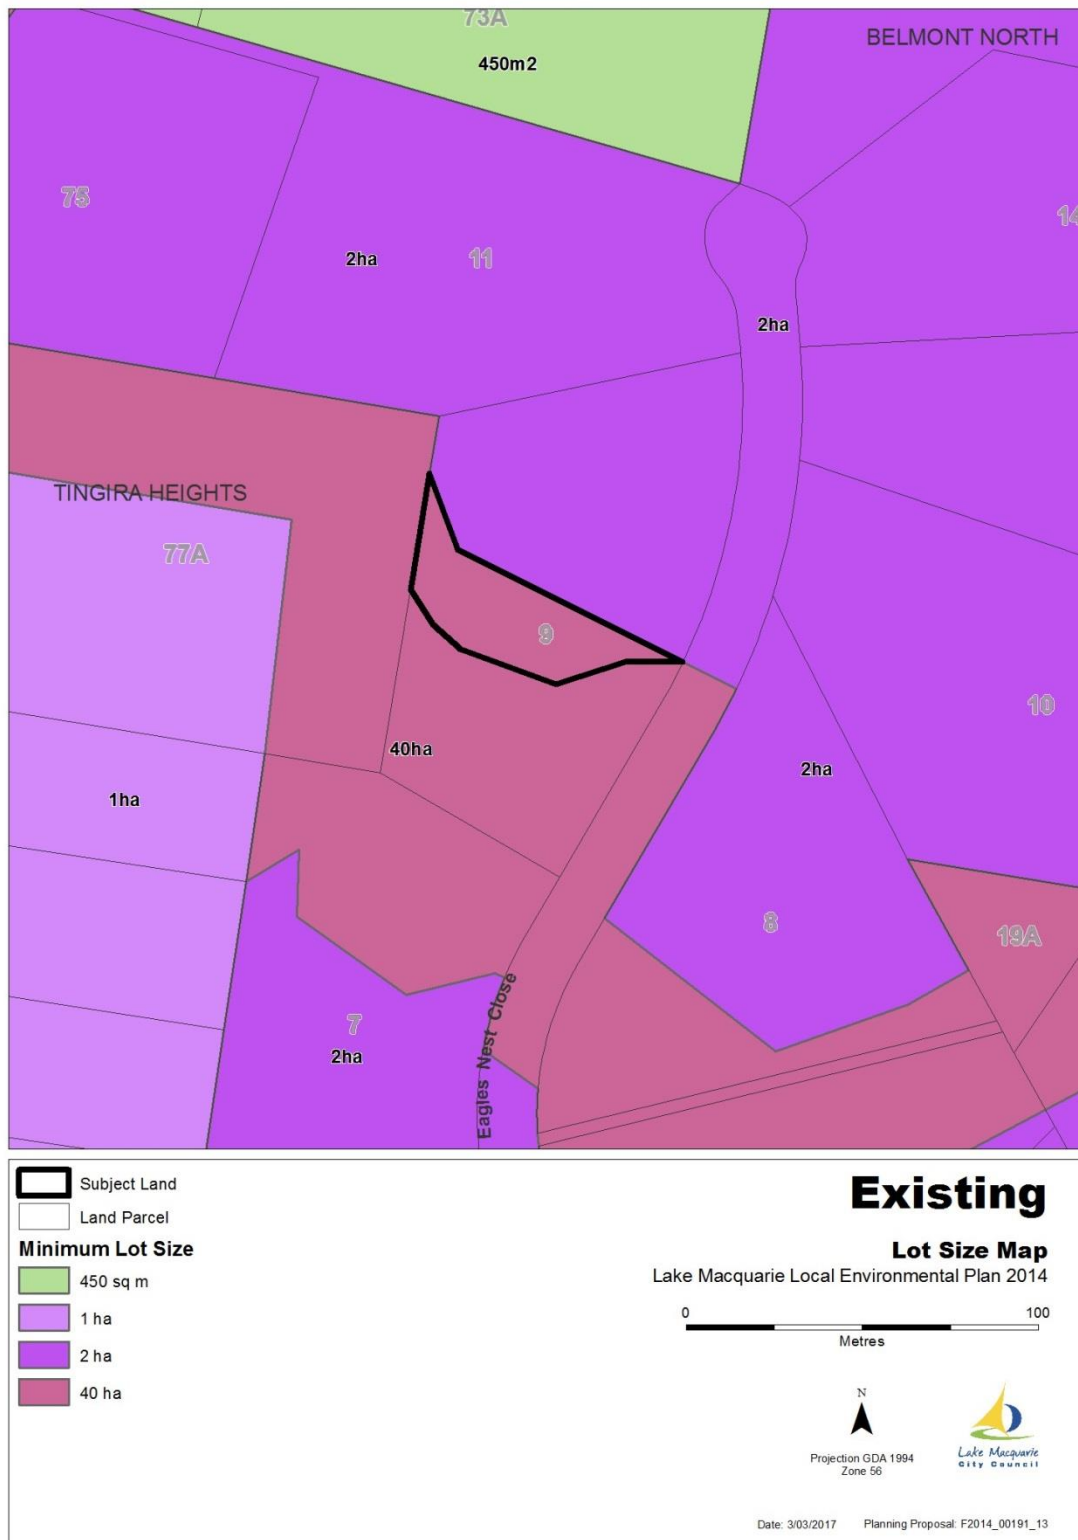 73A
BELMONT NORTH
450m2
75
14
2ha
11
2ha
TINGIRA HEIGHTS
77A
9
10
40ha
2ha
1ha
8
19A
7
2ha
Eagles Nest Close
Subject Land
Land Parcel
Minimum Lot Size
450 sq m
1 ha
2 ha
40 ha
Existing
Lot Size Map
Lake Macquarie Local Environmental Plan 2014
0 100
Metres
N
Projection GDA 1994
Zone 56
Lake Macquarie
City Council
Date: 3/03/2017 Planning Proposal: F2014_00191_13